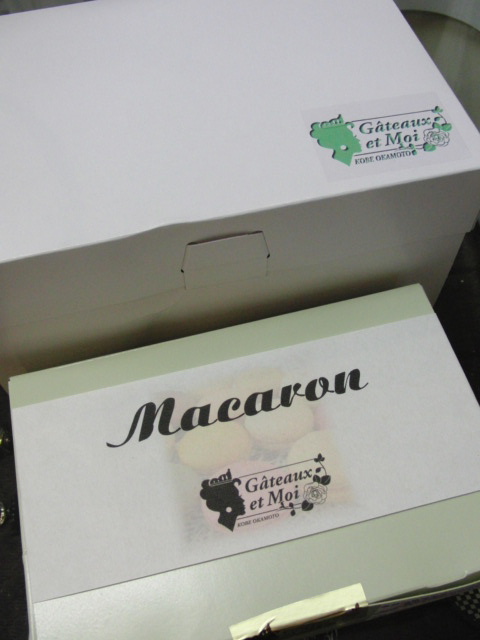 Gâteaux
et Moi
KOBE OKAMOTO
Macaron
Gâteaux
et Moi
KOBE OKAMOTO